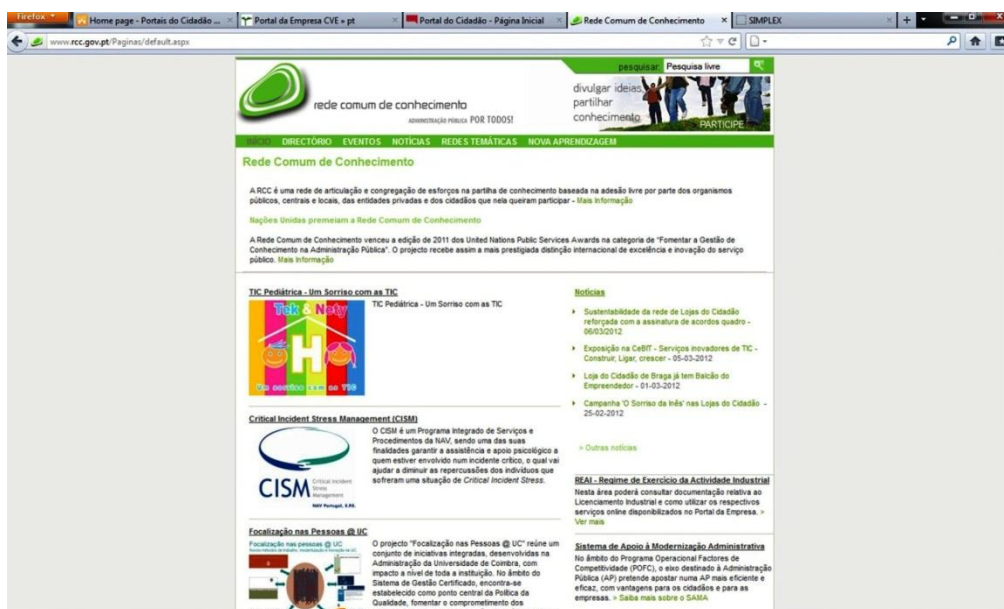 Firefox
Home page - Portais do Cidadão ...
Portal da Empresa CVE » pt
Portal do Cidadão - Página Inicial
Rede Comum de Conhecimento
SIMPLEX
www.rcc.gov.pt/Paginas/default.aspx
pesquisar: Pesquisa livre
rede comum de conhecimento
ADMINISTRAÇÃO PÚBLICA POR TODOS!
divulgar ideias,
partilhar
conhecimento
PARTICIPE
INÍCIO DIRECTÓRIO EVENTOS NOTÍCIAS REDES TEMÁTICAS NOVA APRENDIZAGEM
Rede Comum de Conhecimento
A RCC é uma rede de articulação e congregação de esforços na partilha de conhecimento baseada na adesão livre por parte dos organismos
públicos, centrais e locais, das entidades privadas e dos cidadãos que nela queiram participar - Mais Informação
Nações Unidas premeiam a Rede Comum de Conhecimento
A Rede Comum de Conhecimento venceu a edição de 2011 dos United Nations Public Services Awards na categoria de "Fomentar a Gestão de
Conhecimento na Administração Pública". O projecto recebe assim a mais prestigiada distinção internacional de excelência e inovação do serviço
público. Mais Informação
TIC Pediátrica - Um Sorriso com as TIC
Tek & Nety
H
Um sorriso com as TIC
TIC Pediátrica - Um Sorriso com as TIC
Critical Incident Stress Management (CISM)
CISM
Critical Incident
Stress
Management
NAV Portugal, E.P.E.
O CISM é um Programa Integrado de Serviços e
Procedimentos da NAV, sendo uma das suas
finalidades garantir a assistência e apoio psicológico a
quem estiver envolvido num incidente crítico, o qual vai
ajudar a diminuir as repercussões dos indivíduos que
sofreram uma situação de Critical Incident Stress.
Focalização nas Pessoas @ UC
Focalização nas pessoas @ UC
O projecto "Focalização nas Pessoas @ UC" reúne um
conjunto de iniciativas integradas, desenvolvidas na
Administração da Universidade de Coimbra, com
impacto a nível de toda a instituição. No âmbito do
Sistema de Gestão Certificado, encontra-se
estabelecido como ponto central da Política da
Qualidade, fomentar o comprometimento dos
Notícias
Sustentabilidade da rede de Lojas do Cidadão
reforçada com a assinatura de acordos quadro -
06/03/2012
Exposição na CeBIT - Serviços inovadores de TIC -
Construir, Ligar, crescer - 05-03-2012
Loja do Cidadão de Braga já tem Balcão do
Empreendedor - 01-03-2012
Campanha 'O Sorriso da Inês' nas Lojas do Cidadão -
25-02-2012
» Outras notícias
REAI - Regime de Exercício da Actividade Industrial
Nesta área poderá consultar documentação relativa ao
Licenciamento Industrial e como utilizar os respectivos
serviços online disponibilizados no Portal da Empresa. >
Ver mais
Sistema de Apoio à Modernização Administrativa
No âmbito do Programa Operacional Factores de
Competitividade (POFC), o eixo destinado à Administração
Pública (AP) pretende apostar numa AP mais eficiente e
eficaz, com vantagens para os cidadãos e para as
empresas. » Saiba mais sobre o SAMA